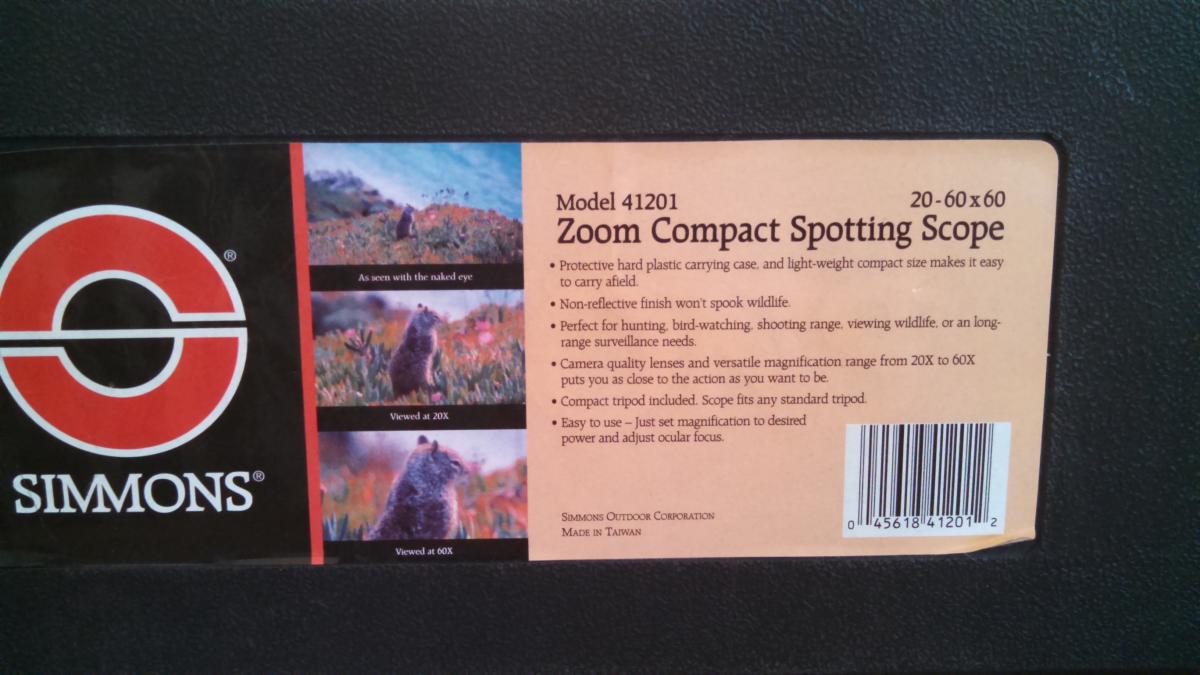 ®
SIMMONS®
As seen with the naked eye
Viewed at 20X
Viewed at 60X
Model 41201 20-60x60
Zoom Compact Spotting Scope
• Protective hard plastic carrying case, and light-weight compact size makes it easy
to carry afield.
• Non-reflective finish won't spook wildlife.
• Perfect for hunting, bird-watching, shooting range, viewing wildlife, or an long-
range surveillance needs.
• Camera quality lenses and versatile magnification range from 20X to 60X
puts you as close to the action as you want to be.
• Compact tripod included. Scope fits any standard tripod.
• Easy to use – Just set magnification to desired
power and adjust ocular focus.
SIMMONS OUTDOOR CORPORATION
MADE IN TAIWAN
0 45618 41201 2